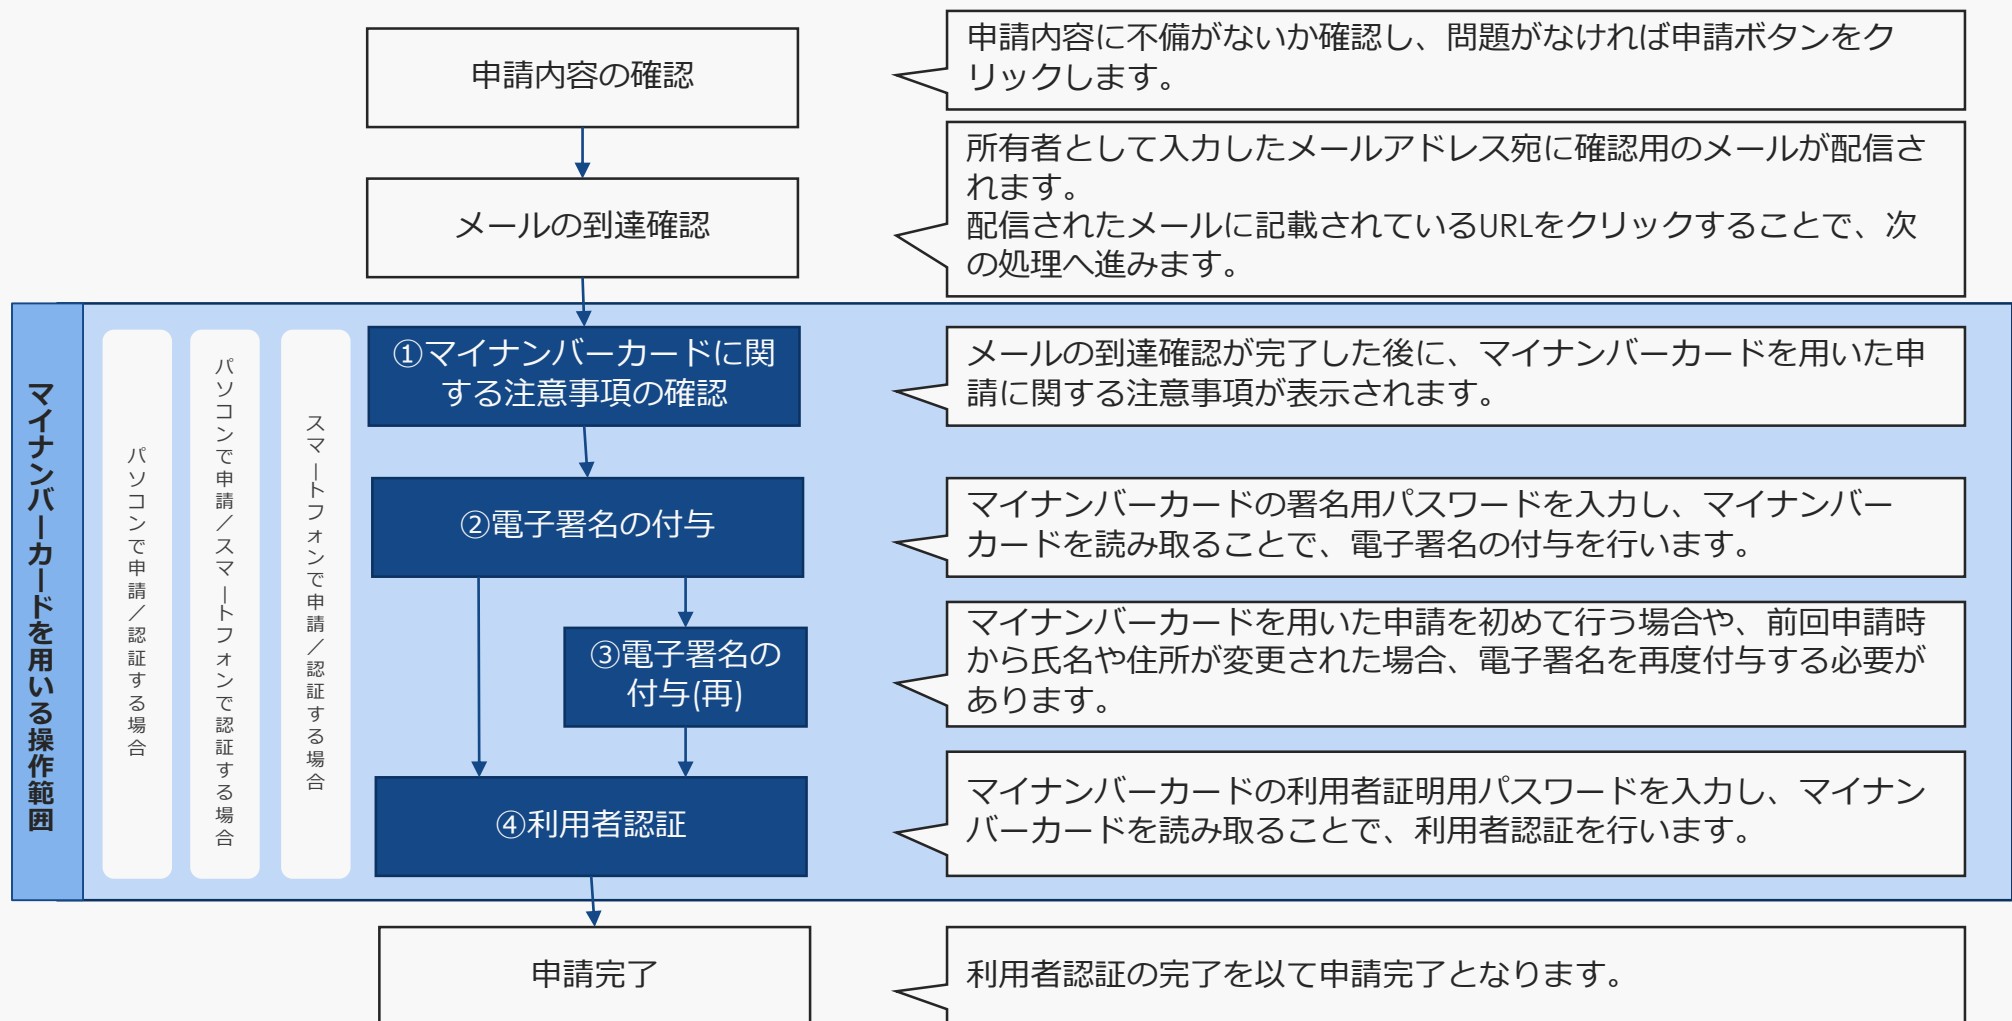 申請内容の確認
申請内容に不備がないか確認し、問題がなければ申請ボタンをク
リックします。
メールの到達確認
所有者として入力したメールアドレス宛に確認用のメールが配信さ
れます。
配信されたメールに記載されているURLをクリックすることで、次
の処理へ進みます。
マイナンバーカードを用いる操作範囲
パソコンで申請/認証する場合
パソコンで申請/スマートフォンで認証する場合
スマートフォンで申請/認証する場合
①マイナンバーカードに関
する注意事項の確認
メールの到達確認が完了した後に、マイナンバーカードを用いた申
請に関する注意事項が表示されます。
②電子署名の付与
マイナンバーカードの署名用パスワードを入力し、マイナンバー
カードを読み取ることで、電子署名の付与を行います。
③電子署名の
付与(再)
マイナンバーカードを用いた申請を初めて行う場合や、前回申請時
から氏名や住所が変更された場合、電子署名を再度付与する必要が
あります。
④利用者認証
マイナンバーカードの利用者証明用パスワードを入力し、マイナン
バーカードを読み取ることで、利用者認証を行います。
申請完了
利用者認証の完了を以て申請完了となります。